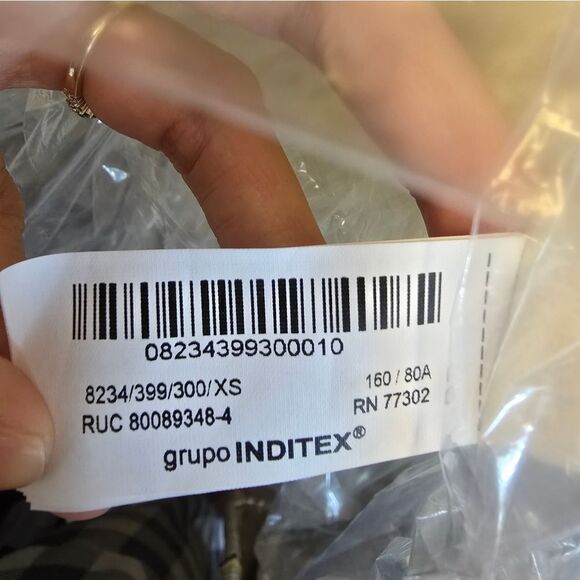 08234399300010
8234/399/300/XS
160 / 80A
RUC 80089348-4
RN 77302
grupo INDITEX®